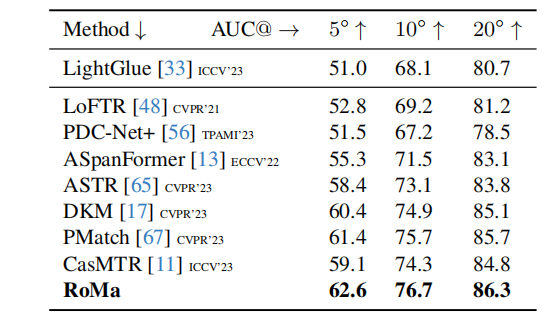 Method ↓ AUC@ → 5° ↑ 10° ↑ 20° ↑
LightGlue [33] ICCV'23 51.0 68.1 80.7
LoFTR [48] CVPR'21 52.8 69.2 81.2
PDC-Net+ [56] TPAMI'23 51.5 67.2 78.5
ASpanFormer [13] ECCV'22 55.3 71.5 83.1
ASTR [65] CVPR'23 58.4 73.1 83.8
DKM [17] CVPR'23 60.4 74.9 85.1
PMatch [67] CVPR'23 61.4 75.7 85.7
CasMTR [11] ICCV'23 59.1 74.3 84.8
RoMa 62.6 76.7 86.3